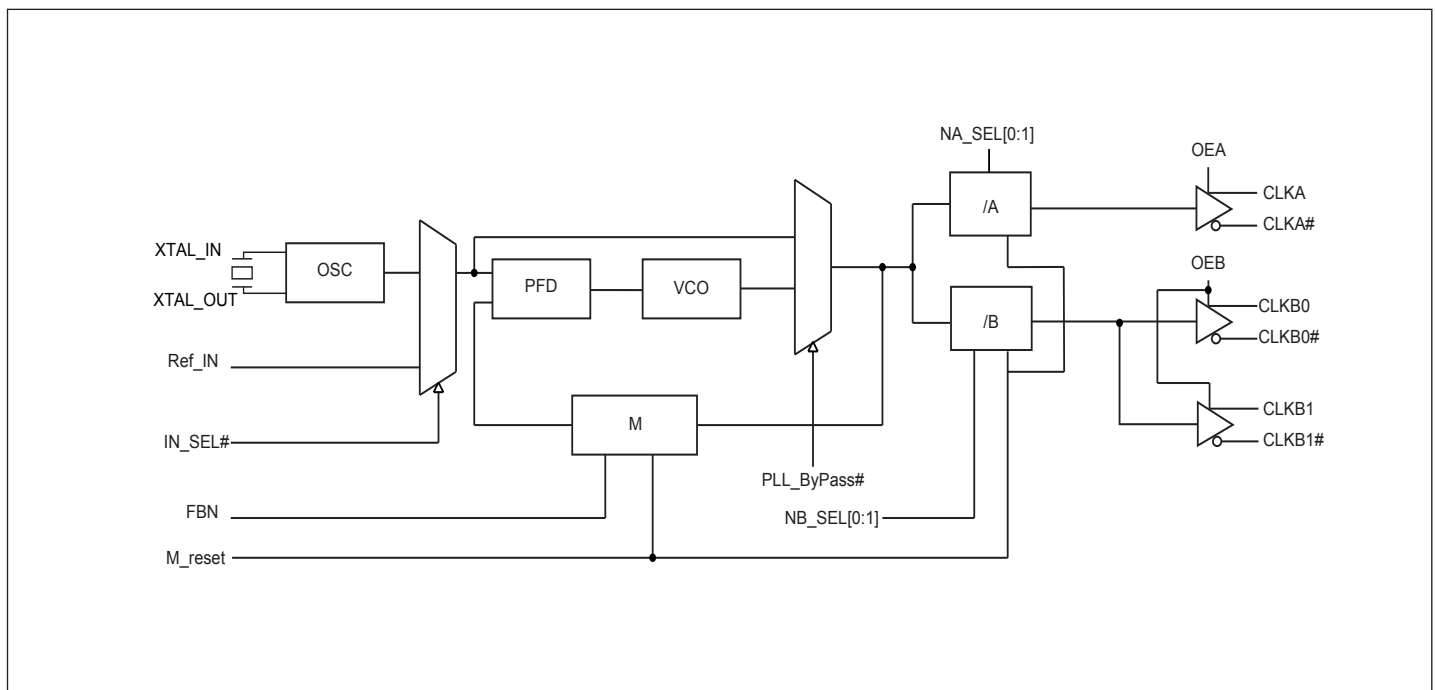 NA_SEL[0:1]
OEA
/A
CLKA
CLKA#
XTAL_IN
OSC
XTAL_OUT
PFD
VCO
OEB
/B
CLKB0
CLKB0#
Ref_IN
M
CLKB1
CLKB1#
IN_SEL#
PLL_ByPass#
FBN
NB_SEL[0:1]
M_reset